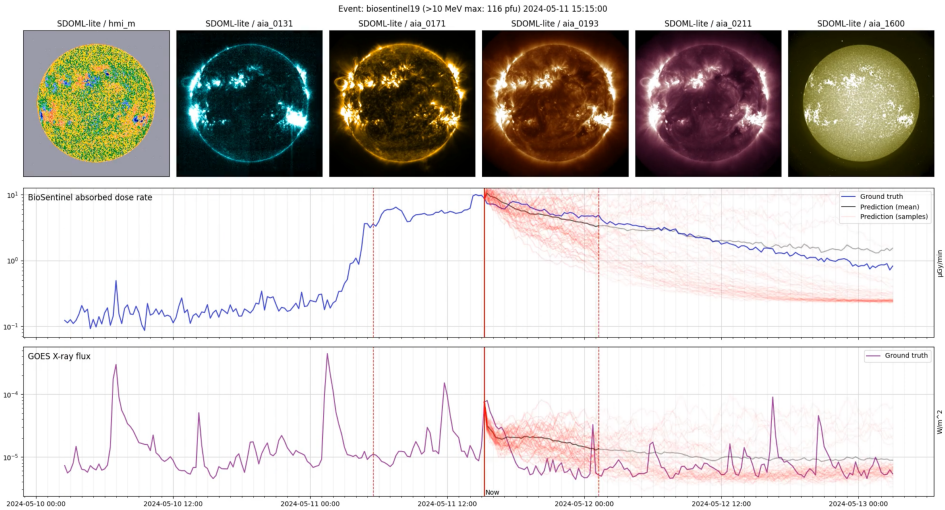 Event: biosentinel19 (>10 MeV max: 116 pfu) 2024-05-11 15:15:00
SDOML-lite / hmi_m
SDOML-lite / aia_0131
SDOML-lite / aia_0171
SDOML-lite / aia_0193
SDOML-lite / aia_0211
SDOML-lite / aia_1600
BioSentinel absorbed dose rate
Ground truth
Prediction (mean)
Prediction (samples)
10¹
10⁰
10⁻¹
μGy/min
GOES X-ray flux
Ground truth
10⁻⁴
10⁻⁵
W/m^2
Now
2024-05-10 00:00
2024-05-10 12:00
2024-05-11 00:00
2024-05-11 12:00
2024-05-12 00:00
2024-05-12 12:00
2024-05-13 00:00